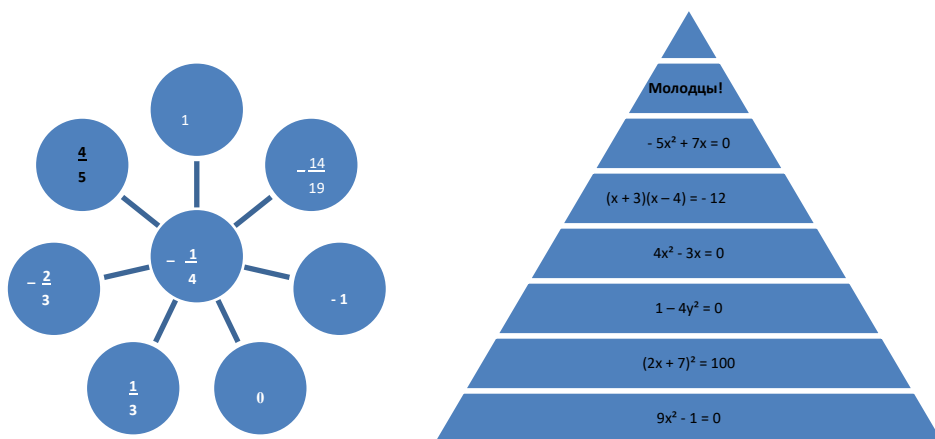 1
4
5
– 14
19
– 1
4
– 2
3
- 1
1
3
0
Молодцы!
- 5x² + 7x = 0
(x + 3)(x – 4) = - 12
4x² - 3x = 0
1 – 4y² = 0
(2x + 7)² = 100
9x² - 1 = 0